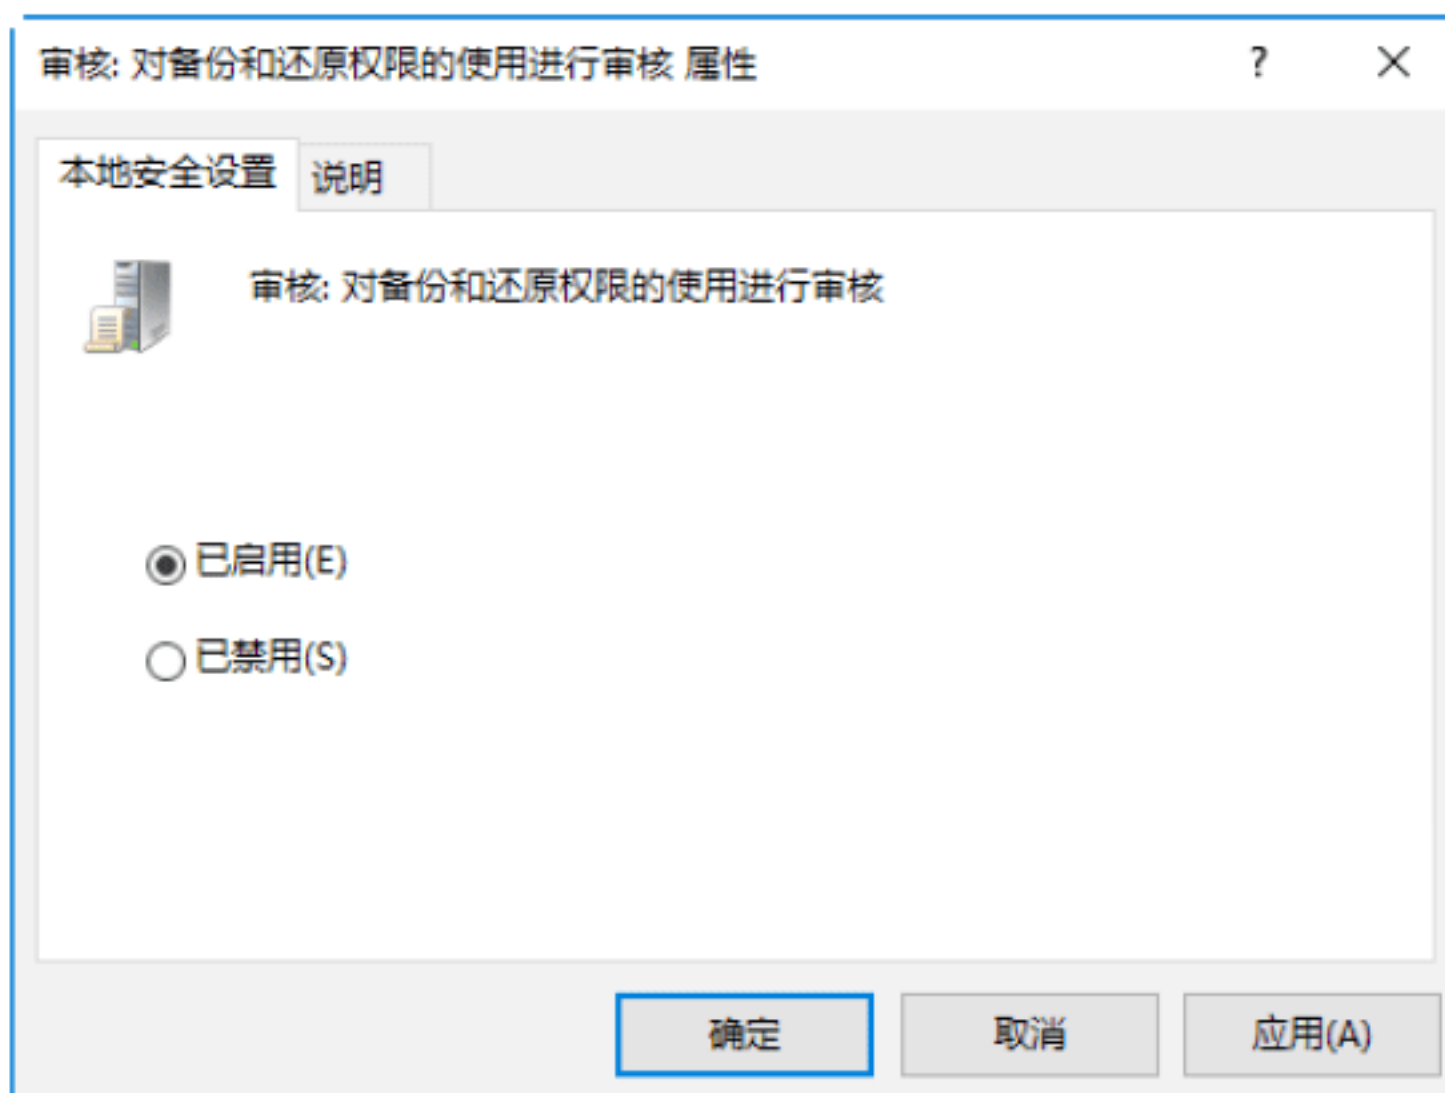 审核: 对备份和还原权限的使用进行审核 属性
?
本地安全设置
说明
审核: 对备份和还原权限的使用进行审核
已启用(E)
已禁用(S)
确定
取消
应用(A)